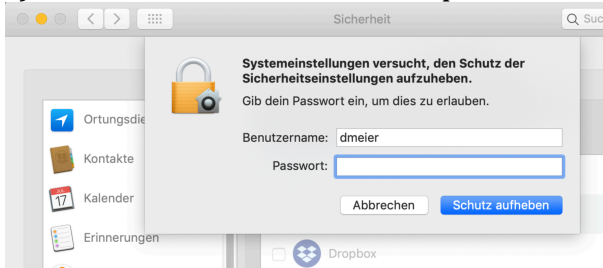 Sicherheit
Suc
Systemeinstellungen versucht, den Schutz der
Sicherheitseinstellungen aufzuheben.
Gib dein Passwort ein, um dies zu erlauben.
Benutzername: dmeier
Passwort:
Abbrechen
Schutz aufheben
Ortungsdie
Kontakte
JUL
17
Kalender
Erinnerungen
Dropbox